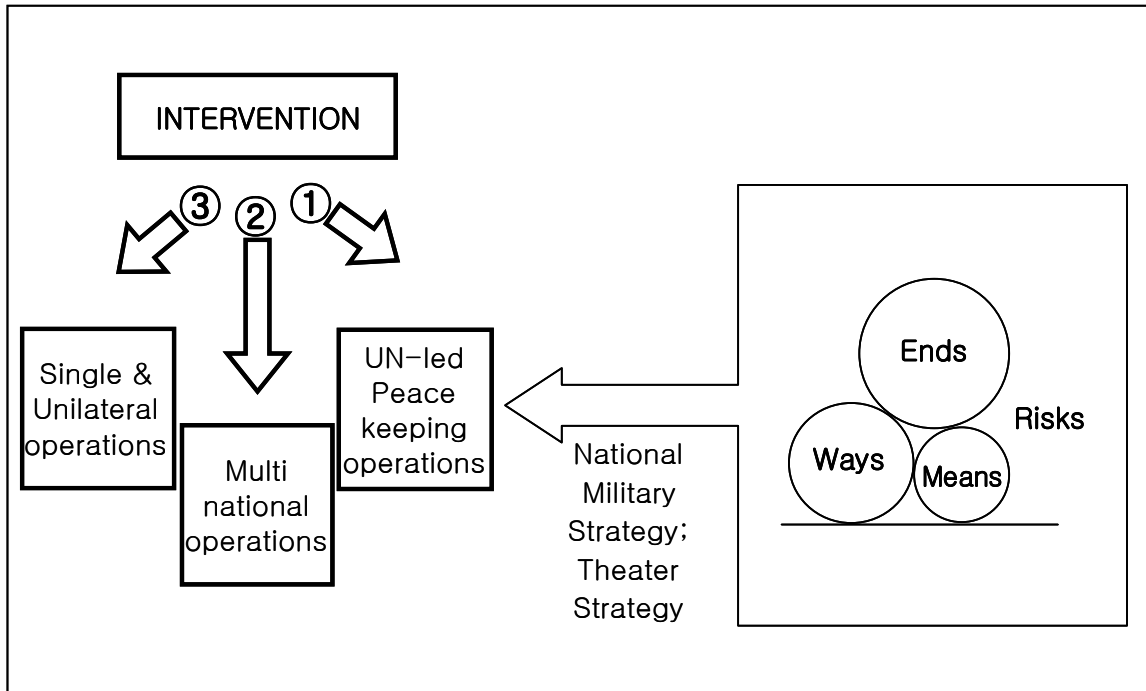 INTERVENTION
③ ② ①
Single &
Unilateral
operations
Multi
national
operations
UN-led
Peace
keeping
operations
National
Military
Strategy;
Theater
Strategy
Ends
Risks
Ways
Means